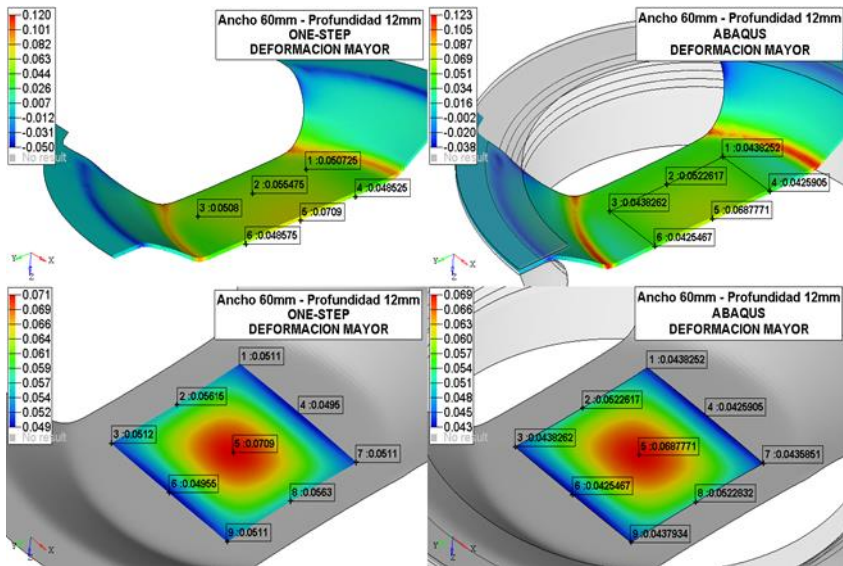 0.120
0.101
0.082
0.063
0.044
0.026
0.007
-0.012
-0.031
-0.050
No result
Ancho 60mm - Profundidad 12mm
ONE-STEP
DEFORMACION MAYOR
1 :0.050725
2 :0.055475
3 :0.0508
4 :0.048525
5 :0.0709
6 :0.048575
Y
X
Z
0.123
0.105
0.087
0.069
0.051
0.034
0.016
-0.002
-0.020
-0.038
No result
Ancho 60mm - Profundidad 12mm
ABAQUS
DEFORMACION MAYOR
1 :0.0438252
2 :0.0522617
3 :0.0438262
4 :0.0425905
5 :0.0687771
6 :0.0425467
Y
X
Z
0.071
0.069
0.066
0.064
0.061
0.059
0.057
0.054
0.052
0.049
No result
Ancho 60mm - Profundidad 12mm
ONE-STEP
DEFORMACION MAYOR
1 :0.0511
2 :0.05615
3 :0.0512
4 :0.0495
5 :0.0709
6 :0.04955
7 :0.0511
8 :0.0563
9 :0.0511
Y
X
Z
0.069
0.066
0.063
0.060
0.057
0.054
0.051
0.048
0.045
0.043
No result
Ancho 60mm - Profundidad 12mm
ABAQUS
DEFORMACION MAYOR
1 :0.0438252
2 :0.0522617
3 :0.0438262
4 :0.0425905
5 :0.0687771
6 :0.0425467
7 :0.0435851
8 :0.0522832
9 :0.0437934
Y
X
Z